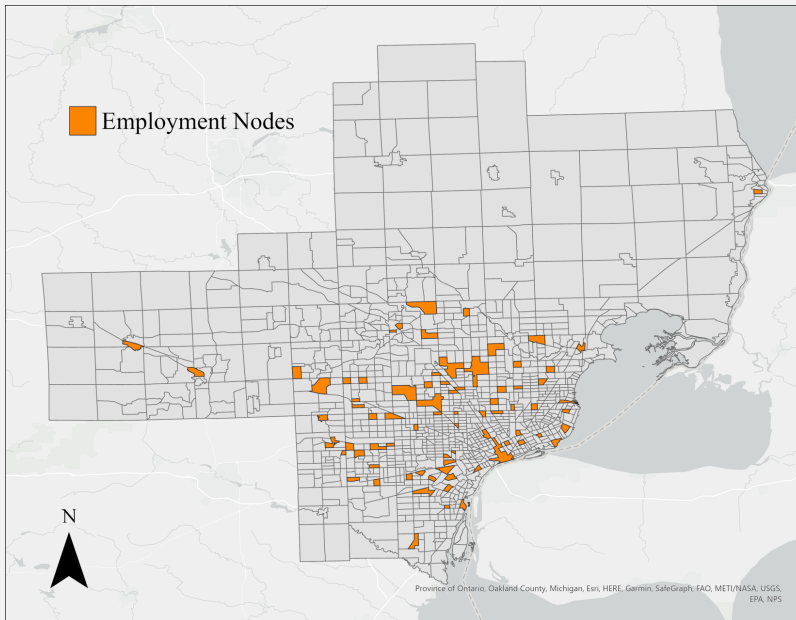 Employment Nodes
N
Province of Ontario, Oakland County, Michigan, Esri, HERE, Garmin, SafeGraph, FAO, METI/NASA, USGS,
EPA, NPS